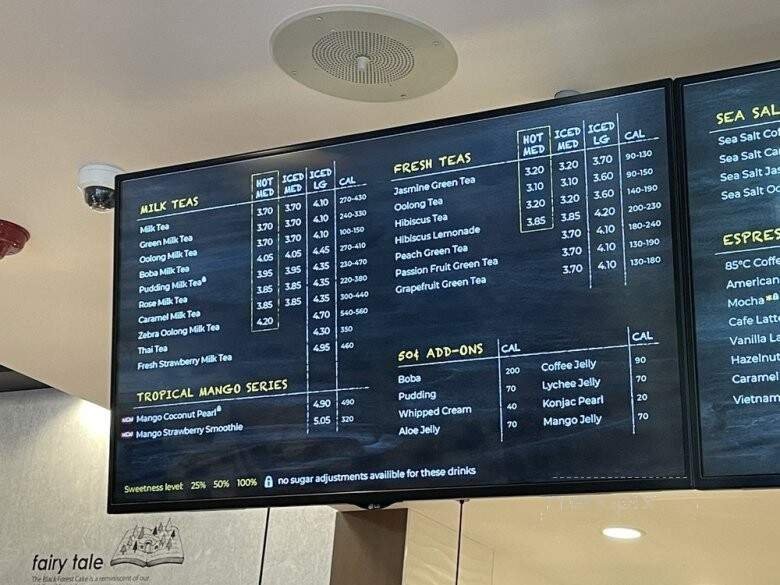 MILK TEAS HOT MED ICED MED ICED LG CAL
Milk Tea 3.70 3.70 4.10 270-430
Green Milk Tea 3.70 3.70 4.10 240-330
Oolong Milk Tea 3.70 3.70 4.10 100-150
Boba Milk Tea 4.05 4.05 4.45 270-410
Pudding Milk Tea 3.95 3.95 4.35 230-470
Rose Milk Tea 3.85 3.85 4.35 220-380
Caramel Milk Tea 3.85 3.85 4.35 300-440
Zebra Oolong Milk Tea 4.20 4.70 540-560
Thai Tea 4.30 350
Fresh Strawberry Milk Tea 4.95 460
TROPICAL MANGO SERIES
NEW Mango Coconut Pearl 4.90 490
NEW Mango Strawberry Smoothie 5.05 320
FRESH TEAS HOT MED ICED MED ICED LG CAL
Jasmine Green Tea 3.20 3.20 3.70 90-130
Oolong Tea 3.10 3.10 3.60 90-150
Hibiscus Tea 3.20 3.20 3.60 140-190
Hibiscus Lemonade 3.85 3.85 4.20 200-230
Peach Green Tea 3.70 4.10 180-240
Passion Fruit Green Tea 3.70 4.10 130-190
Grapefruit Green Tea 3.70 4.10 130-180
50¢ ADD-ONS CAL CAL
Boba 200 Coffee Jelly 90
Pudding 70 Lychee Jelly 70
Whipped Cream 40 Konjac Pearl 20
Aloe Jelly 70 Mango Jelly 70
Sweetness level: 25% 50% 100% no sugar adjustments availible for these drinks
SEA SAL
Sea Salt Co
Sea Salt Ca
Sea Salt Jas
Sea Salt Oo
ESPRES
85°C Coffe
American
Mocha
Cafe Latte
Vanilla La
Hazelnut
Caramel
Vietnam
fairy tale
The Black Forest Cake is a reminiscent of our